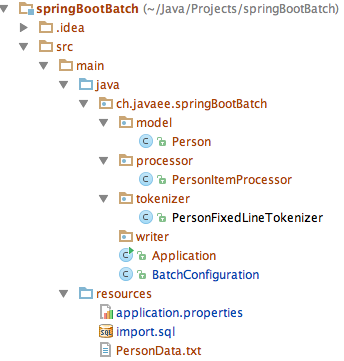 springBootBatch (~/Java/Projects/springBootBatch)
.idea
src
main
java
ch.javaee.springBootBatch
model
Person
processor
PersonItemProcessor
tokenizer
PersonFixedLineTokenizer
writer
Application
BatchConfiguration
resources
application.properties
import.sql
PersonData.txt